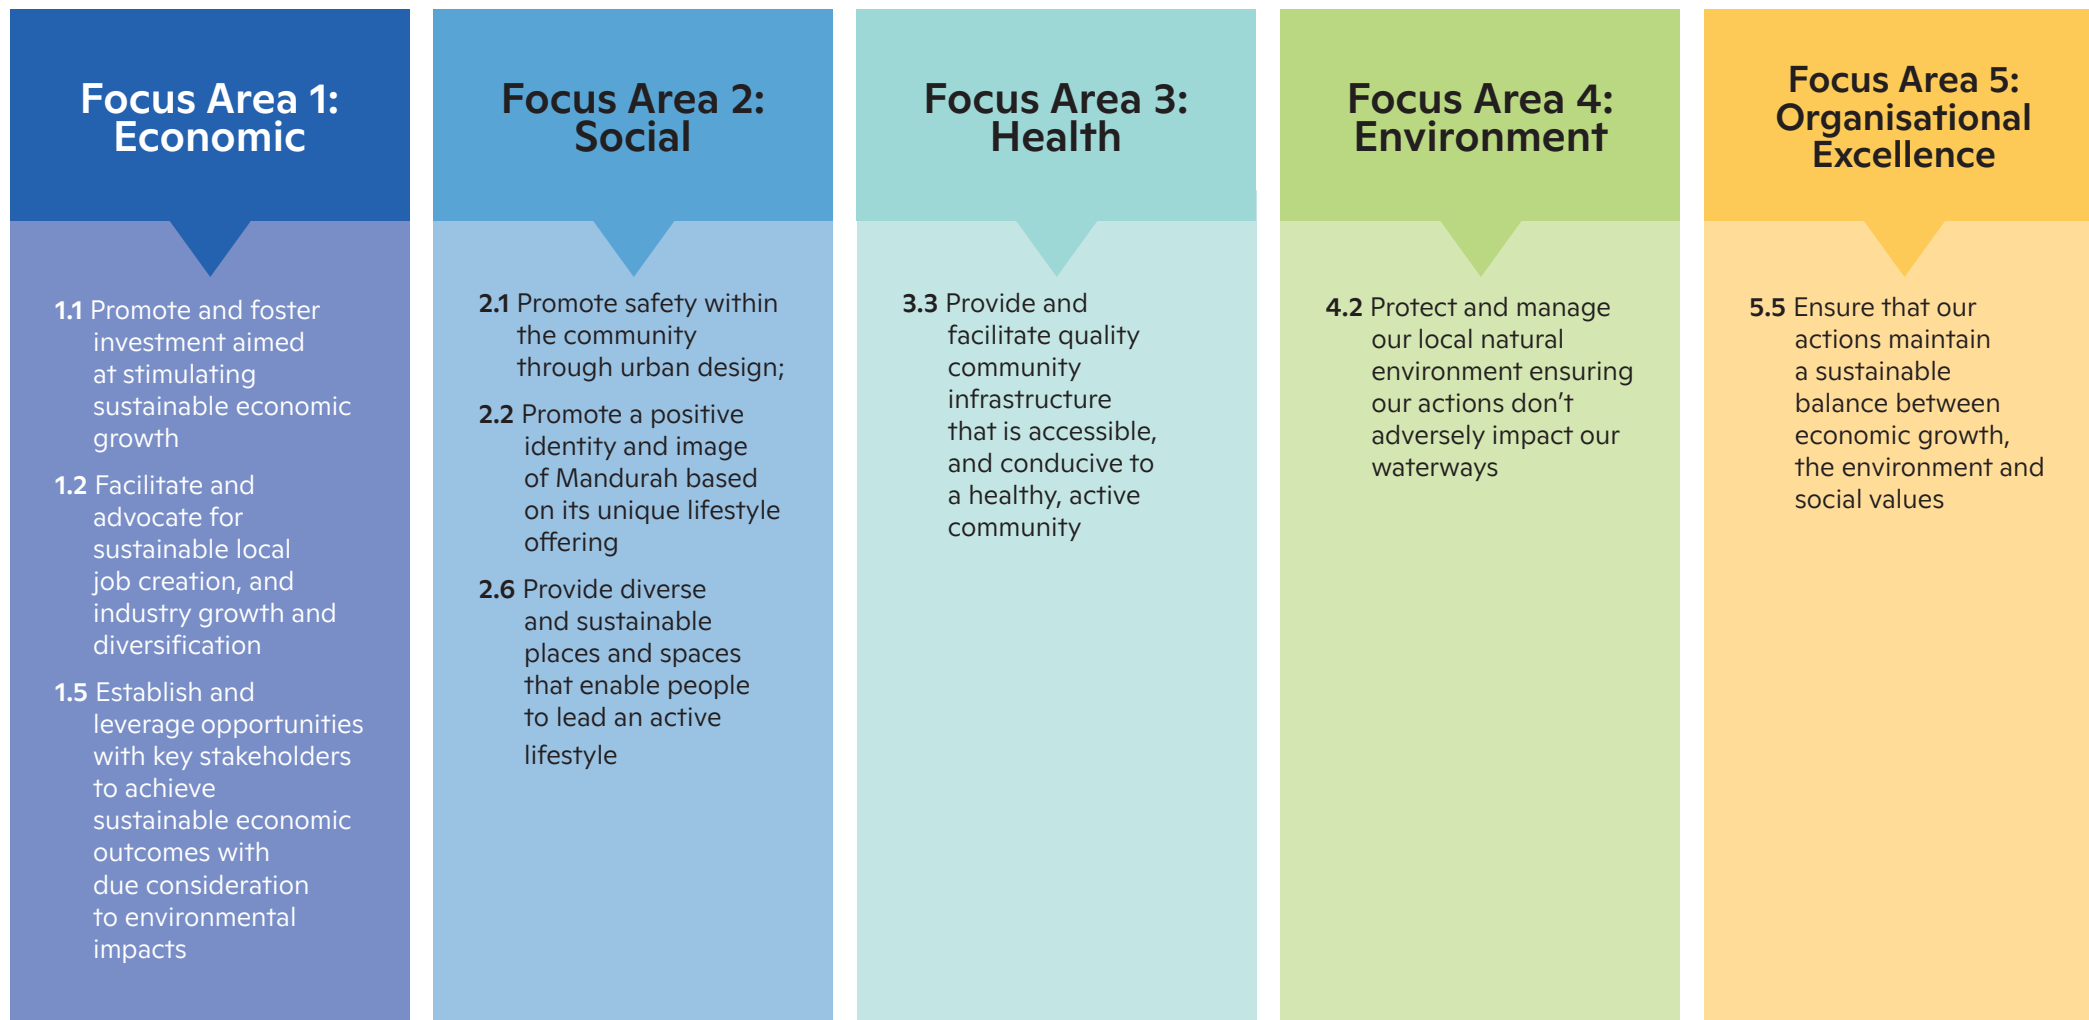 Focus Area 1:
Economic
1.1 Promote and foster
investment aimed
at stimulating
sustainable economic
growth
1.2 Facilitate and
advocate for
sustainable local
job creation, and
industry growth and
diversification
1.5 Establish and
leverage opportunities
with key stakeholders
to achieve
sustainable economic
outcomes with
due consideration
to environmental
impacts
Focus Area 2:
Social
2.1 Promote safety within
the community
through urban design;
2.2 Promote a positive
identity and image
of Mandurah based
on its unique lifestyle
offering
2.6 Provide diverse
and sustainable
places and spaces
that enable people
to lead an active
lifestyle
Focus Area 3:
Health
3.3 Provide and
facilitate quality
community
infrastructure
that is accessible,
and conducive to
a healthy, active
community
Focus Area 4:
Environment
4.2 Protect and manage
our local natural
environment ensuring
our actions don't
adversely impact our
waterways
Focus Area 5:
Organisational
Excellence
5.5 Ensure that our
actions maintain
a sustainable
balance between
economic growth,
the environment and
social values